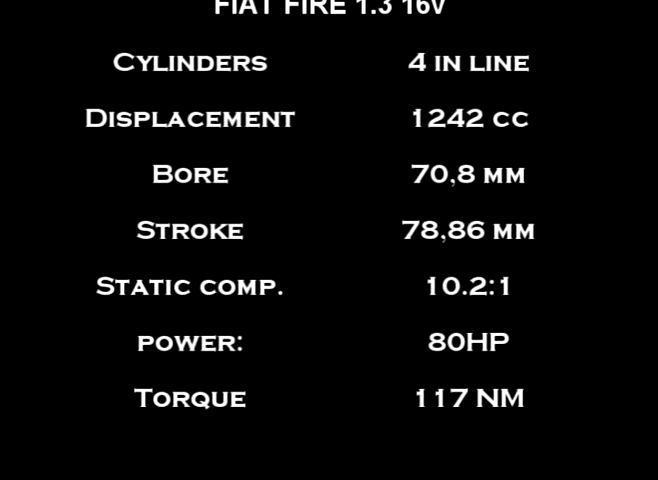 FIAT FIRE 1.3 16v
Cylinders 4 in line
Displacement 1242 cc
Bore 70,8 mm
Stroke 78,86 mm
Static comp. 10.2:1
power: 80HP
Torque 117 NM